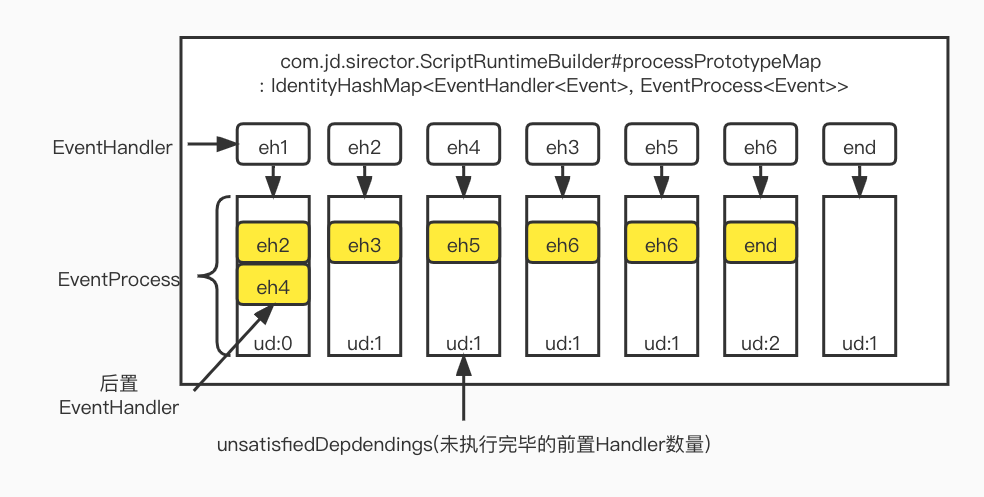 com.jd.sirector.ScriptRuntimeBuilder#processPrototypeMap
: IdentityHashMap<EventHandler<Event>, EventProcess<Event>>
EventHandler
eh1
eh2
eh4
eh3
eh5
eh6
end
EventProcess
eh2
eh3
eh5
eh6
eh6
end
eh4
ud:0
ud:1
ud:1
ud:1
ud:1
ud:2
ud:1
后置
EventHandler
unsatisfiedDepdendings(未执行完毕的前置Handler数量)